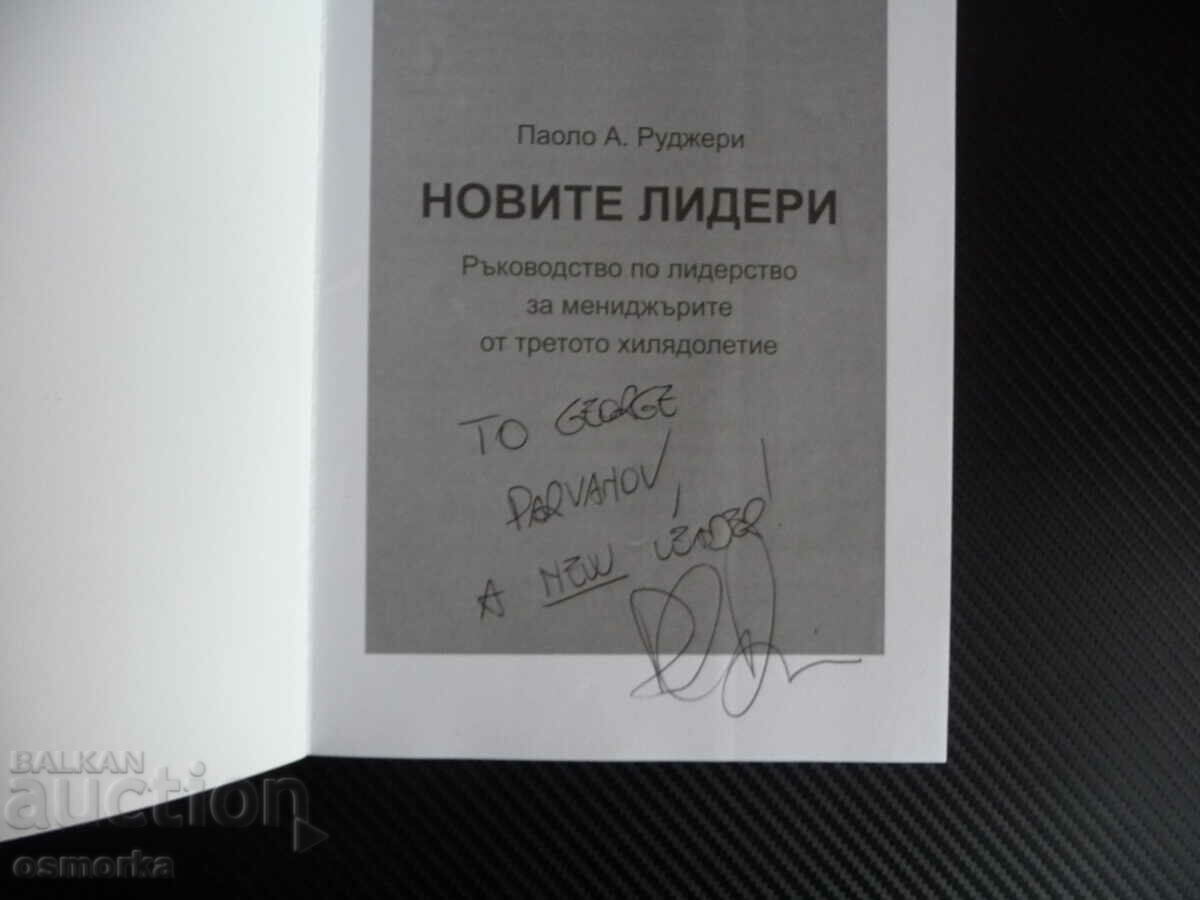 Паоло А. Руджери
НОВИТЕ ЛИДЕРИ
Ръководство по лидерство
за мениджърите
от третото хилядолетие
TO GEORGE
PARVANOV,
A NEW LEADER!
BALKAN
auction
osmorka